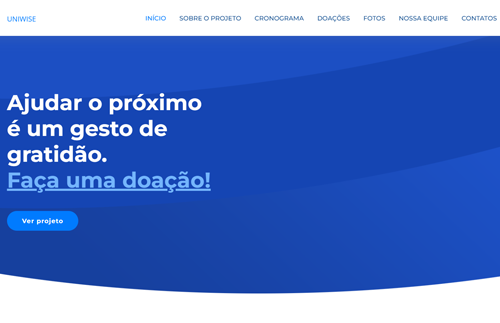 UNIWISE
INÍCIO SOBRE O PROJETO CRONOGRAMA DOAÇÕES FOTOS NOSSA EQUIPE CONTATOS
Ajudar o próximo
é um gesto de
gratidão.
Faça uma doação!
Ver projeto